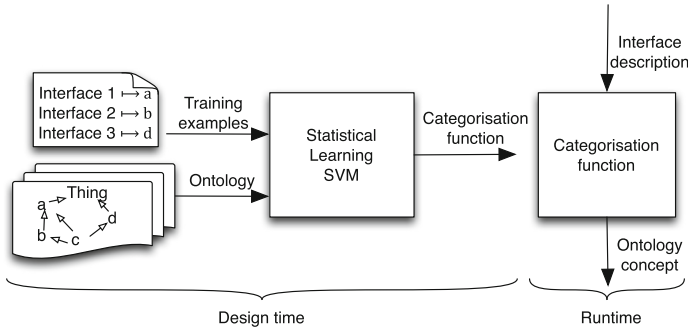 Interface 1 ↦ a
Interface 2 ↦ b
Interface 3 ↦ d
Training
examples
Thing
a
d
b
c
Ontology
Statistical
Learning
SVM
Categorisation
function
Interface
description
Categorisation
function
Ontology
concept
Design time
Runtime